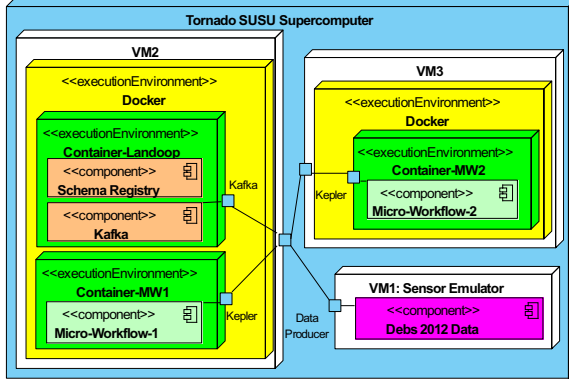 Tornado SUSU Supercomputer
VM2
<<executionEnvironment>>
Docker
<<executionEnvironment>>
Container-Landoop
<<component>>
Schema Registry
<<component>>
Kafka
Kafka
<<executionEnvironment>>
Container-MW1
<<component>>
Micro-Workflow-1
Kepler
VM3
<<executionEnvironment>>
Docker
<<executionEnvironment>>
Container-MW2
<<component>>
Micro-Workflow-2
Kepler
VM1: Sensor Emulator
<<component>>
Debs 2012 Data
Data
Producer